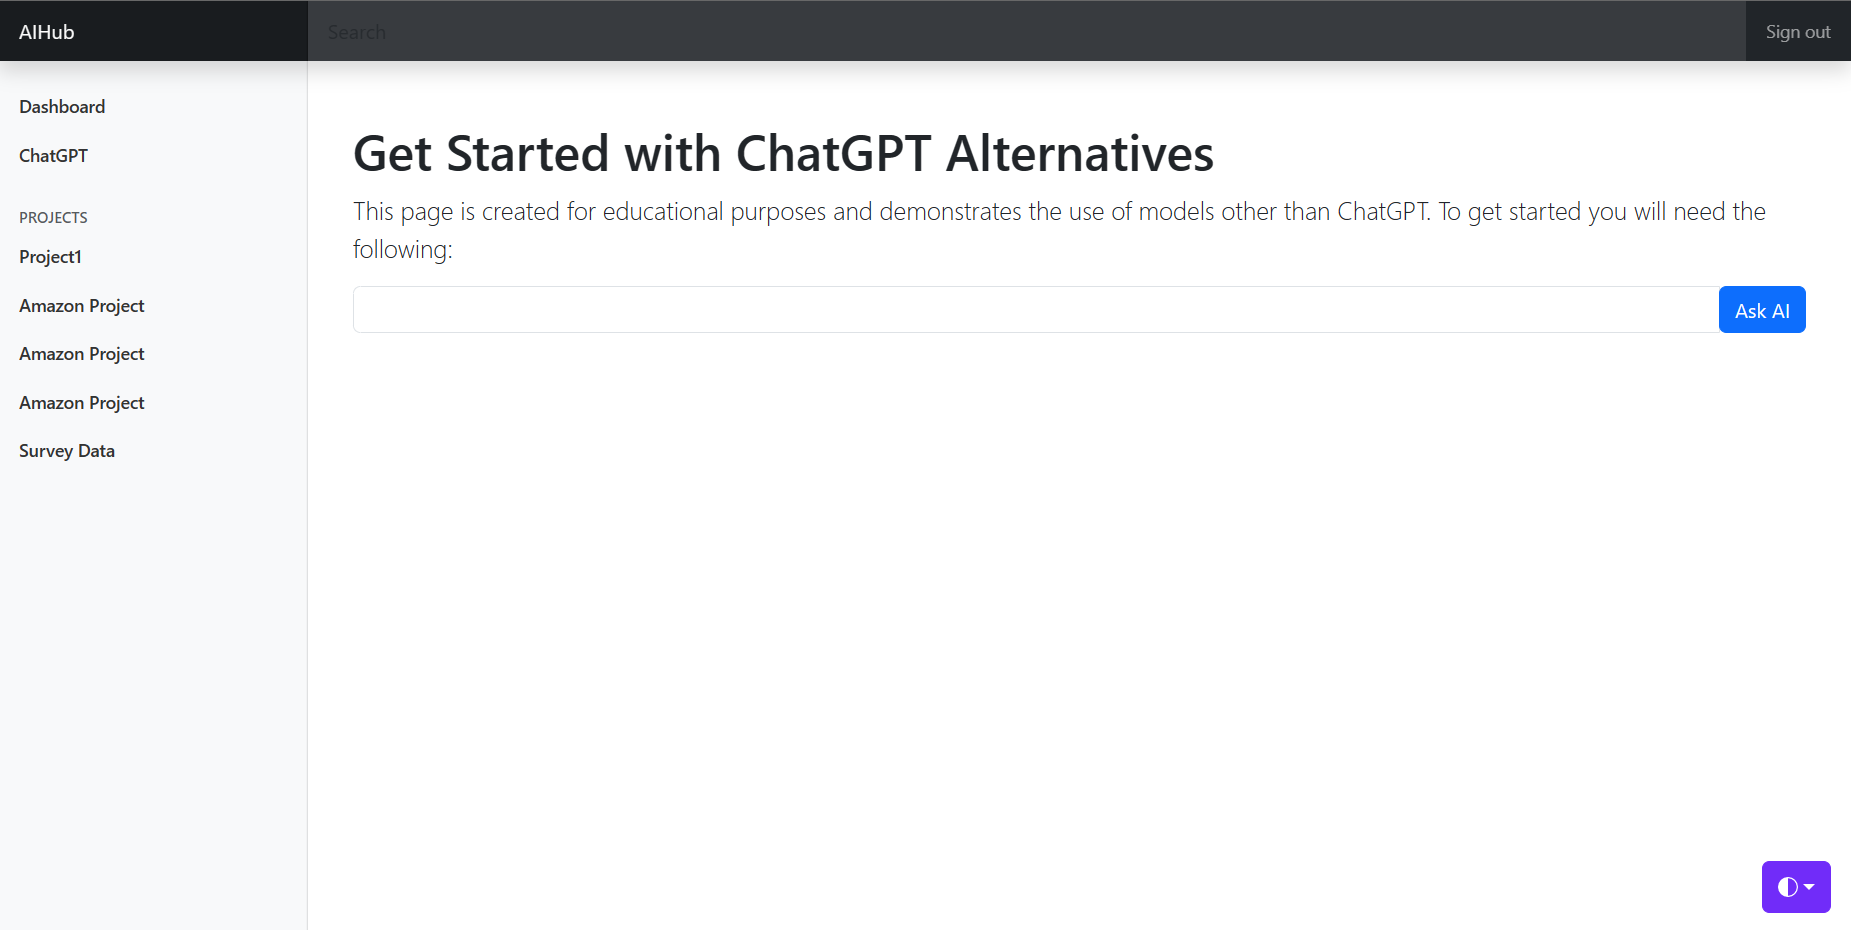 AIHub
Search
Sign out
Dashboard
ChatGPT
PROJECTS
Project1
Amazon Project
Amazon Project
Amazon Project
Survey Data
Get Started with ChatGPT Alternatives
This page is created for educational purposes and demonstrates the use of models other than ChatGPT. To get started you will need the
following:
Ask AI